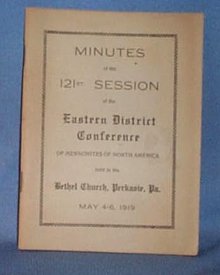 MINUTES
of the
121ST SESSION
of the
Eastern District
Conference
OF MENNONITES OF NORTH AMERICA
held in the
Bethel Church, Perkasie, Pa.
MAY 4-6, 1919